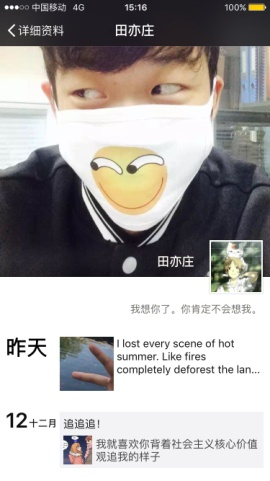 中国移动 4G 15:16 100%
详细资料 田亦庄
田亦庄
我想你了。你肯定不会想我。
昨天
I lost every scene of hot
summer. Like fires
completely deforest the lan...
12十二月
追追追！
我就喜欢你背着社会主义核心价值
观追我的样子